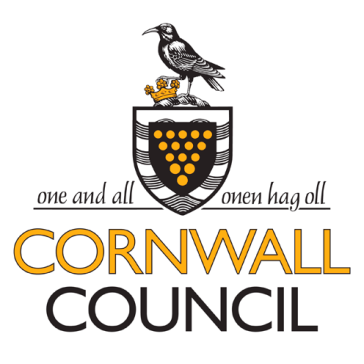 one and all onen hag oll
CORNWALL
COUNCIL